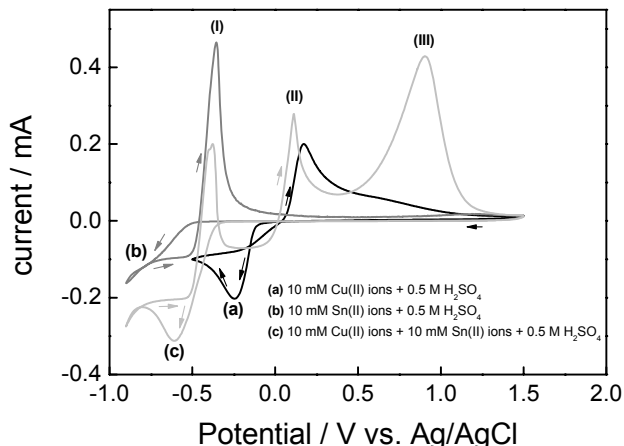 (I)
(III)
(II)
0.4
0.2
0.0
-0.2
-0.4
current / mA
(b)
(a)
(c)
(a) 10 mM Cu(II) ions + 0.5 M H₂SO₄
(b) 10 mM Sn(II) ions + 0.5 M H₂SO₄
(c) 10 mM Cu(II) ions + 10 mM Sn(II) ions + 0.5 M H₂SO₄
-1.0 -0.5 0.0 0.5 1.0 1.5 2.0
Potential / V vs. Ag/AgCl